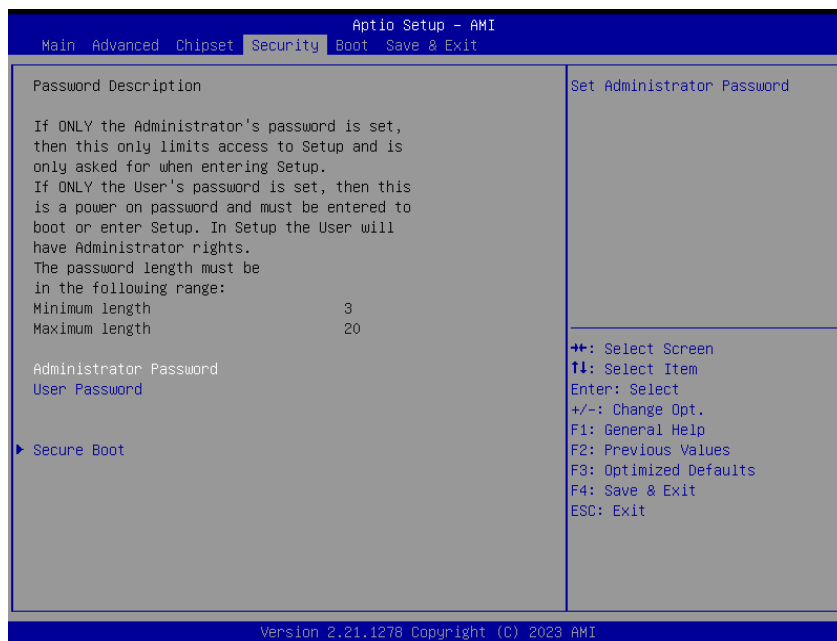 Aptio Setup – AMI
Main Advanced Chipset Security Boot Save & Exit
Password Description
If ONLY the Administrator's password is set,
then this only limits access to Setup and is
only asked for when entering Setup.
If ONLY the User's password is set, then this
is a power on password and must be entered to
boot or enter Setup. In Setup the User will
have Administrator rights.
The password length must be
in the following range:
Minimum length 3
Maximum length 20
Administrator Password
User Password
Secure Boot
Set Administrator Password
→←: Select Screen
↑↓: Select Item
Enter: Select
+/-: Change Opt.
F1: General Help
F2: Previous Values
F3: Optimized Defaults
F4: Save & Exit
ESC: Exit
Version 2.21.1278 Copyright (C) 2023 AMI